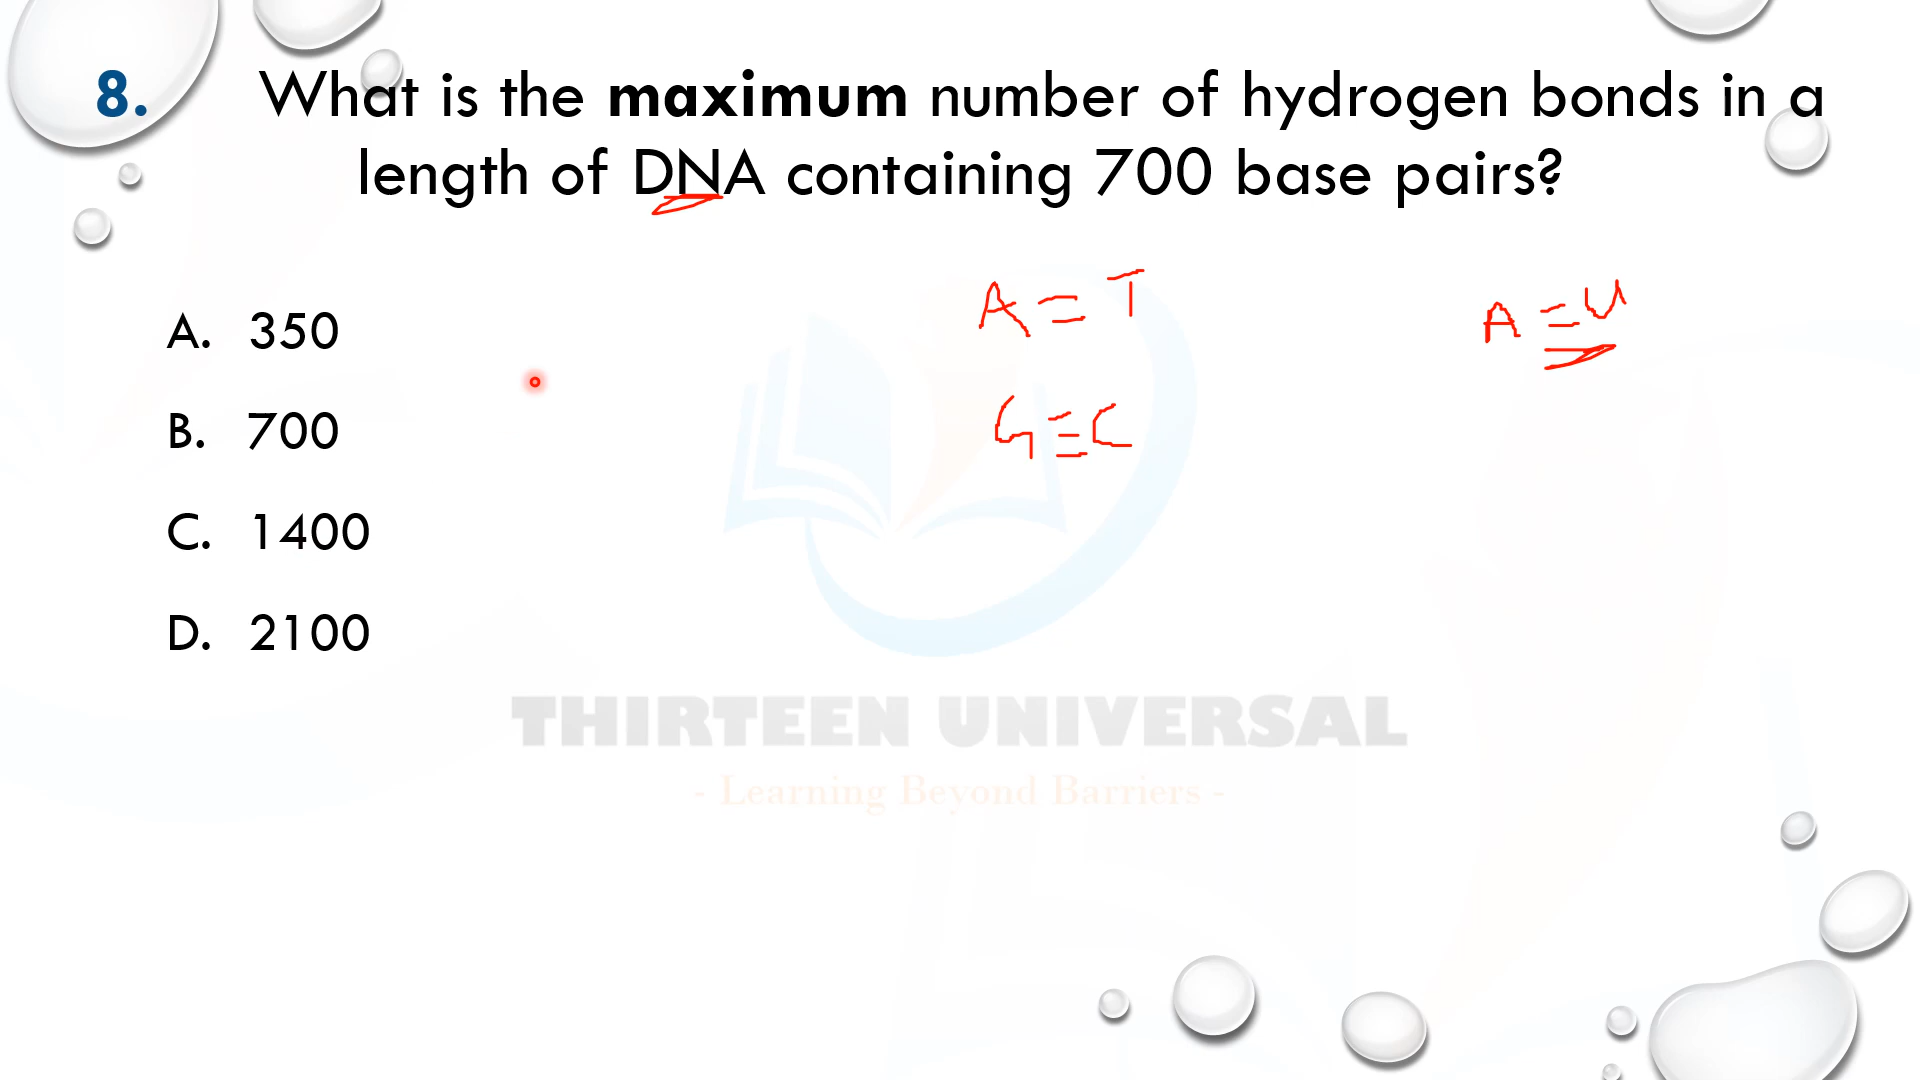 8. What is the maximum number of hydrogen bonds in a
length of DNA containing 700 base pairs?
A. 350
B. 700
C. 1400
D. 2100
A = T
A = U
G ≡ C
THIRTEEN UNIVERSAL
- Learning Beyond Barriers -